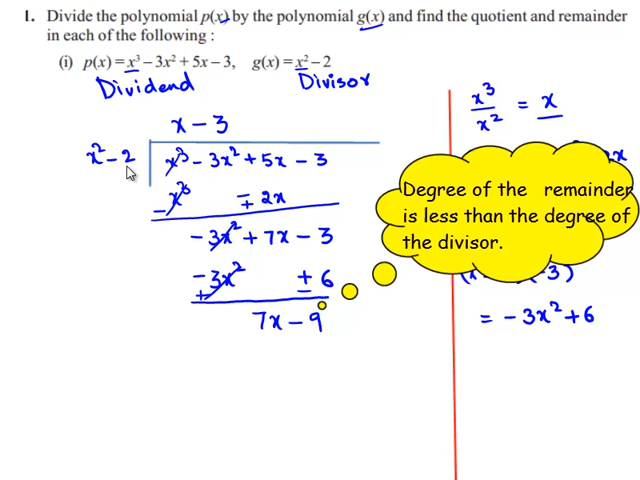 1. Divide the polynomial p(x) by the polynomial g(x) and find the quotient and remainder
in each of the following :
(i) p(x) = x³ – 3x² + 5x – 3, g(x) = x² – 2
Dividend Divisor
x³/x² = x
x – 3
x² – 2 x³ – 3x² + 5x – 3
– x³ ∓ 2x
– 3x² + 7x – 3
– 3x² ± 6
+ –
7x – 9
2x
Degree of the remainder
is less than the degree of
the divisor.
–3)
= – 3x² + 6